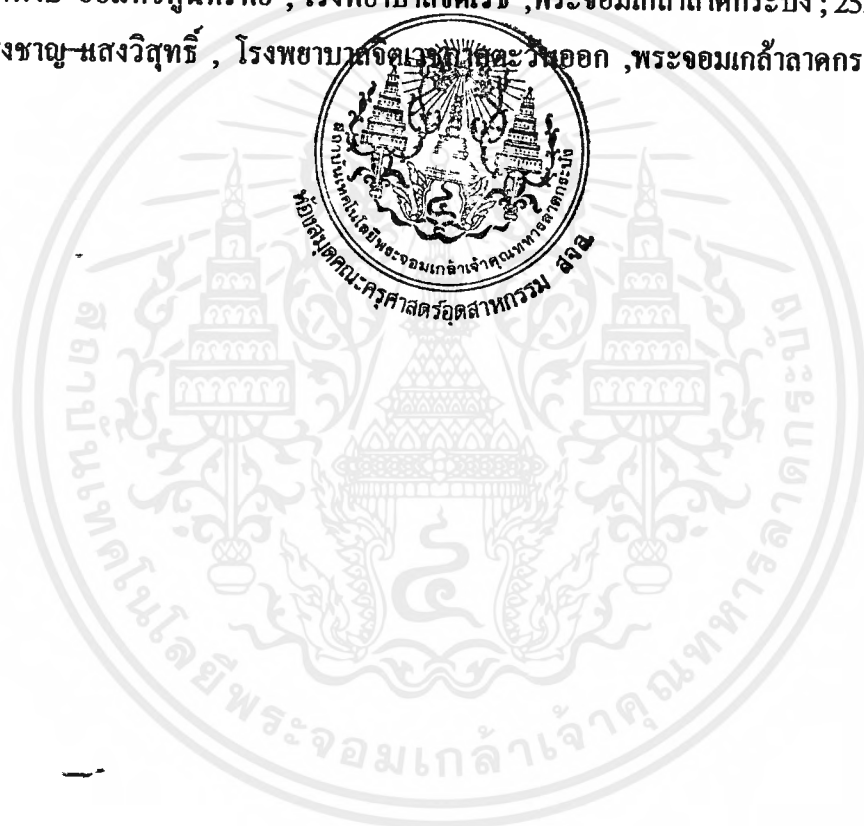 โรงพยาบาลจิตเวช ,พระจอมเกล้าลาดกระบัง ; 25
งชาญ แสงวิสุทธิ์ , โรงพยาบาลจิตเวชภาคตะวันออก ,พระจอมเกล้าลาดกร
สถาบันเทคโนโลยีพระจอมเกล้าเจ้าคุณทหารลาดกระบัง
ห้องสมุดคณะครุศาสตร์อุตสาหกรรม สจล.
สถาบันเทคโนโลยีพระจอมเกล้าเจ้าคุณทหารลาดกระบัง